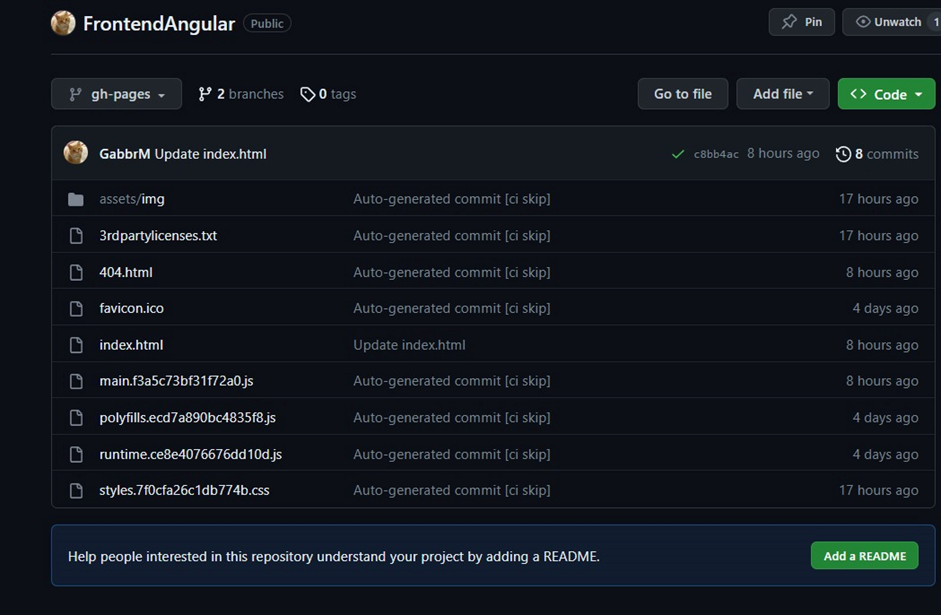 FrontendAngular Public Pin Unwatch 1
gh-pages 2 branches 0 tags Go to file Add file <> Code
GabbrM Update index.html c8bb4ac 8 hours ago 8 commits
assets/img Auto-generated commit [ci skip] 17 hours ago
3rdpartylicenses.txt Auto-generated commit [ci skip] 17 hours ago
404.html Auto-generated commit [ci skip] 8 hours ago
favicon.ico Auto-generated commit [ci skip] 4 days ago
index.html Update index.html 8 hours ago
main.f3a5c73bf31f72a0.js Auto-generated commit [ci skip] 8 hours ago
polyfills.ecd7a890bc4835f8.js Auto-generated commit [ci skip] 4 days ago
runtime.ce8e4076676dd10d.js Auto-generated commit [ci skip] 4 days ago
styles.7f0cfa26c1db774b.css Auto-generated commit [ci skip] 17 hours ago
Help people interested in this repository understand your project by adding a README. Add a README